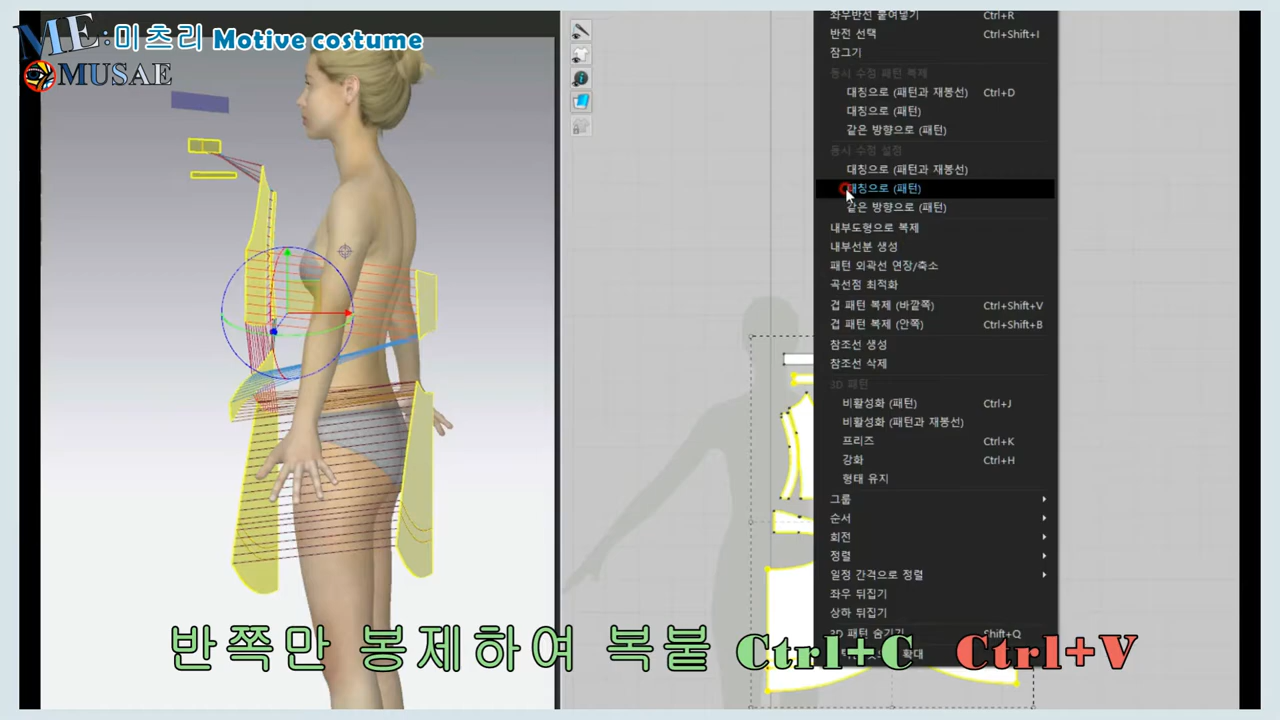 ME:미츠리 Motive costume
MUSAE
좌우반전 붙여넣기 Ctrl+R
반전 선택 Ctrl+Shift+I
잠그기
동시 수정 패턴 복제
대칭으로 (패턴과 재봉선) Ctrl+D
대칭으로 (패턴)
같은 방향으로 (패턴)
동시 수정 설정
대칭으로 (패턴과 재봉선)
대칭으로 (패턴)
같은 방향으로 (패턴)
내부도형으로 복제
내부선분 생성
패턴 외곽선 연장/축소
곡선점 최적화
겹 패턴 복제 (바깥쪽) Ctrl+Shift+V
겹 패턴 복제 (안쪽) Ctrl+Shift+B
참조선 생성
참조선 삭제
3D 패턴
비활성화 (패턴) Ctrl+J
비활성화 (패턴과 재봉선)
프리즈 Ctrl+K
강화 Ctrl+H
형태 유지
그룹
순서
회전
정렬
일정 간격으로 정렬
좌우 뒤집기
상하 뒤집기
3D 패턴 숨기기 Shift+Q
확대
반쪽만 봉제하여 복붙 Ctrl+C Ctrl+V